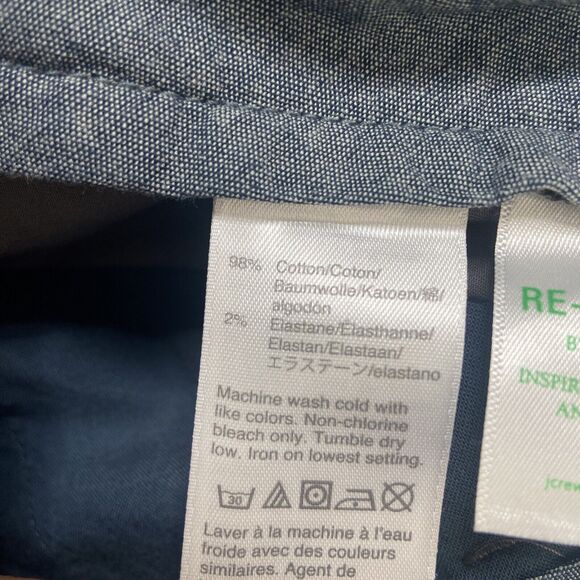 98% Cotton/Coton/
Baumwolle/Katoen/綿/
algodón
2% Elastane/Élasthanne/
Elastan/Elastaan/
エラステーン/elastano
Machine wash cold with
like colors. Non-chlorine
bleach only. Tumble dry
low. Iron on lowest setting.
30
Laver à la machine à l'eau
froide avec des couleurs
similaires. Agent de
RE-
B
INSPIR
AN
jcrew